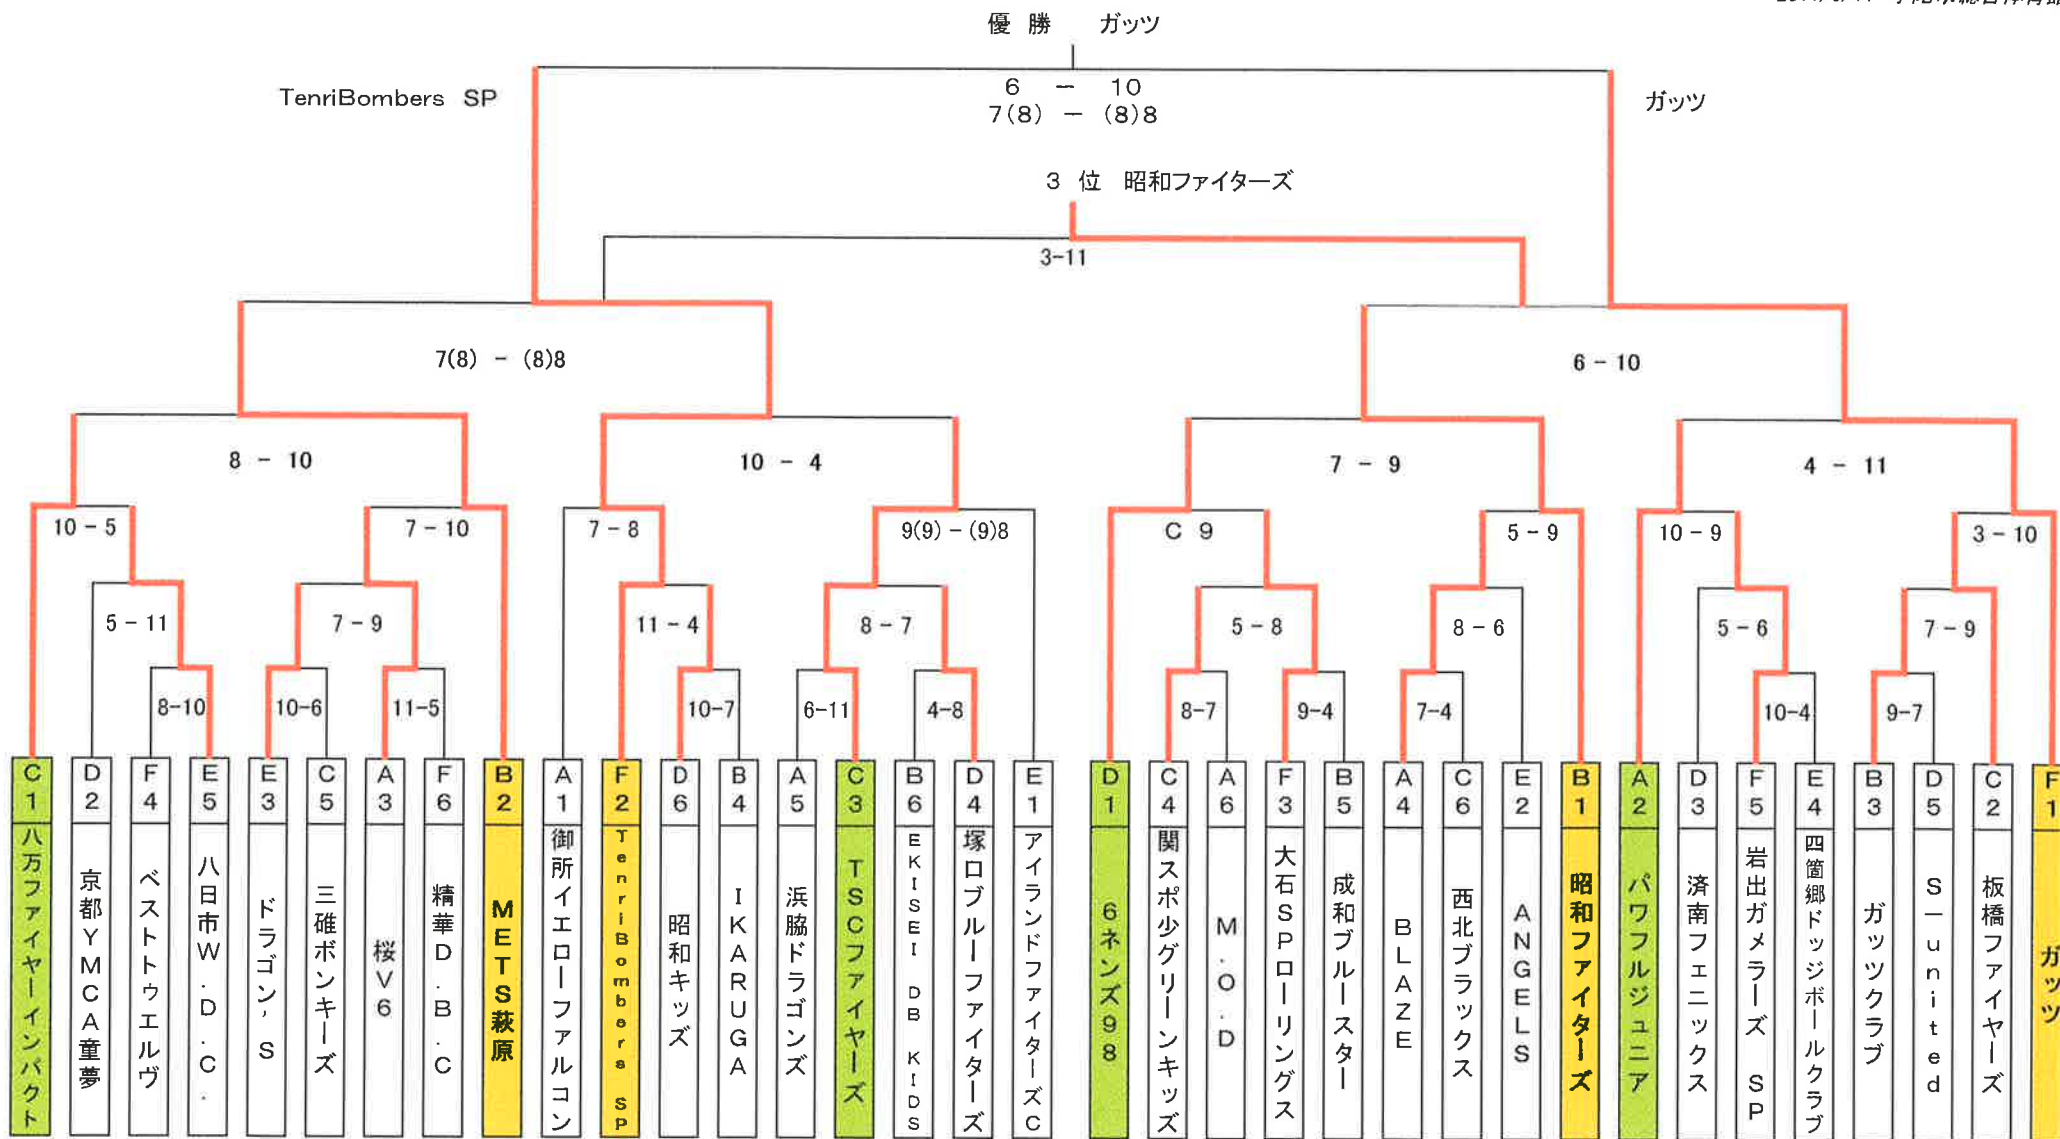 優 勝 ガッツ
TenriBombers SP
6 － 10
7(8) － (8)8
ガッツ
3 位 昭和ファイターズ
3-11
7(8) - (8)8
6 - 10
8 - 10
10 - 4
7 - 9
4 - 11
10 - 5
7 - 10
7 - 8
9(9) - (9)8
C 9
5 - 9
10 - 9
3 - 10
5 - 11
7 - 9
11 - 4
8 - 7
5 - 8
8 - 6
5 - 6
7 - 9
8-10
10-6
11-5
10-7
6-11
4-8
8-7
9-4
7-4
10-4
9-7
C1 八万ファイヤーインパクト
D2 京都YMCA童夢
F4 ベストトゥエルヴ
E5 八日市W.D.C.
E3 ドラゴン'S
C5 三碓ボンキーズ
A3 桜V6
F6 精華D.B.C
B2 METS萩原
A1 御所イエローファルコン
F2 TenriBombers SP
D6 昭和キッズ
B4 IKARUGA
A5 浜脇ドラゴンズ
C3 TSCファイヤーズ
B6 EKISEI DB KIDS
D4 塚ロブルーファイターズ
E1 アイランドファイターズC
D1 6ネンズ98
C4 関スポ少グリーンキッズ
A6 M.O.D
F3 大石SPローリングス
B5 成和ブルースター
A4 BLAZE
C6 西北ブラックス
E2 ANGELS
B1 昭和ファイターズ
A2 パワフルジュニア
D3 済南フェニックス
F5 岩出ガメラーズ SP
E4 四箇郷ドッジボールクラブ
B3 ガッツクラブ
D5 S－united
C2 板橋ファイヤーズ
F1 ガッツ